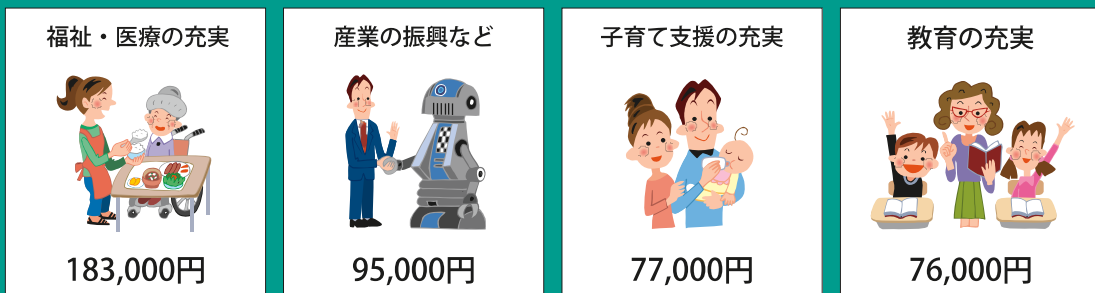 福祉・医療の充実
183,000円
産業の振興など
95,000円
子育て支援の充実
77,000円
教育の充実
76,000円